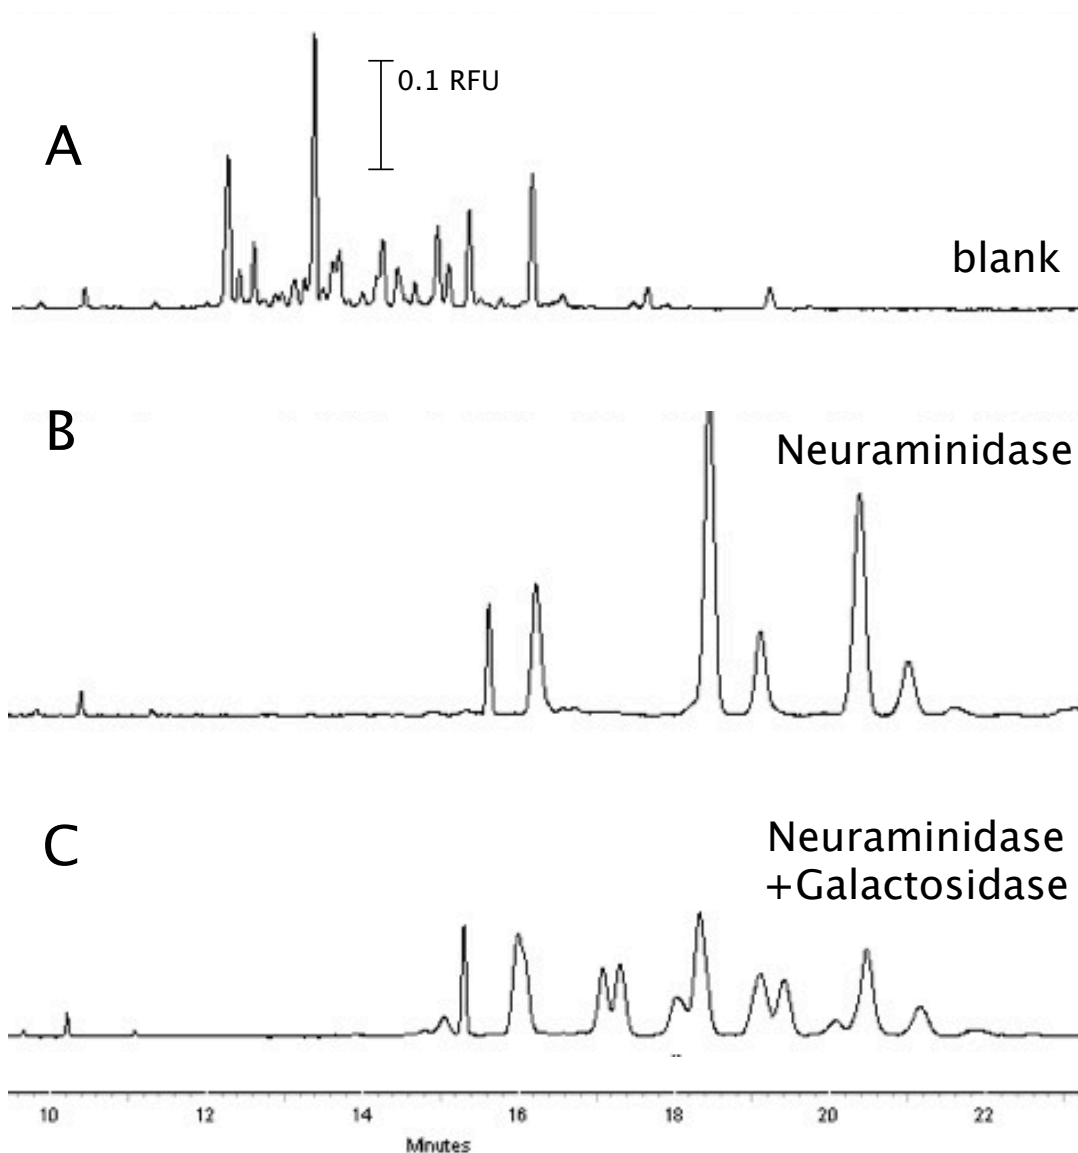 A
0.1 RFU
blank
B
Neuraminidase
C
Neuraminidase
+Galactosidase
10 12 14 16 18 20 22
Minutes